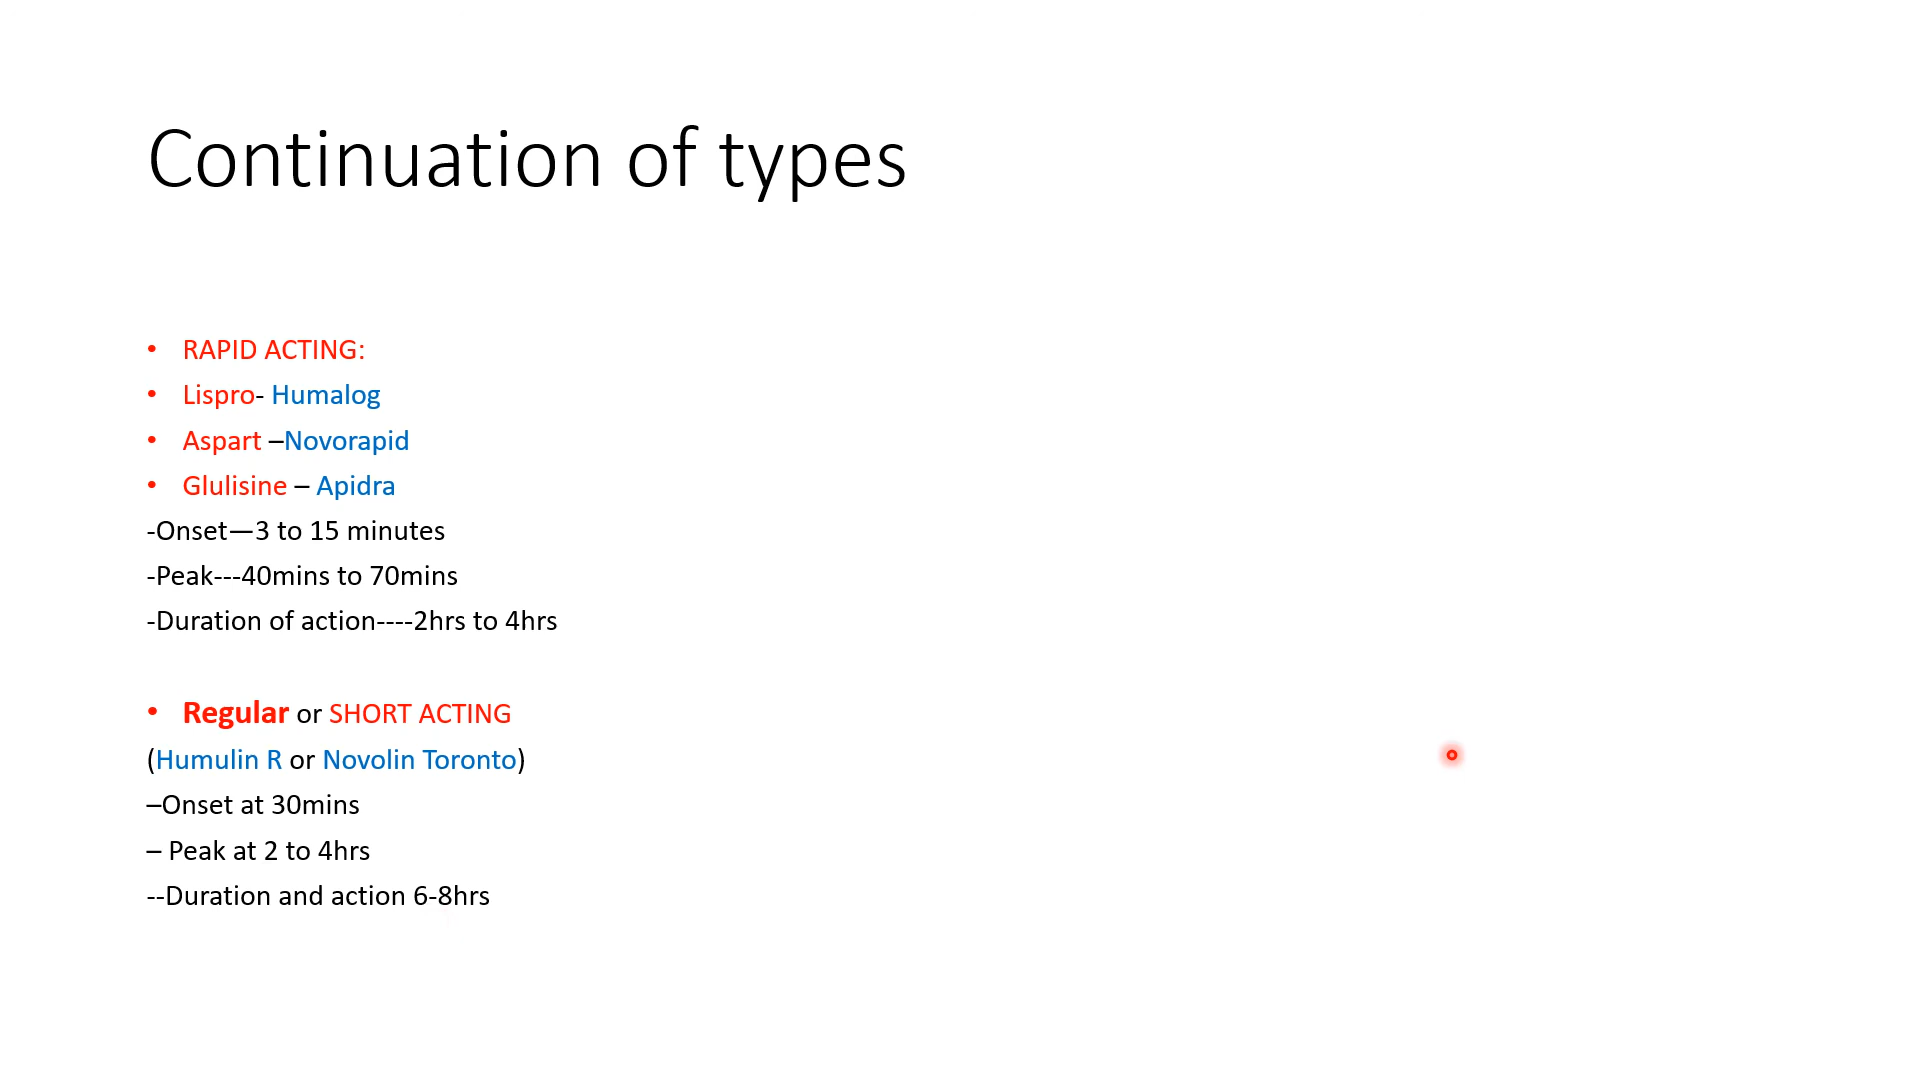 Continuation of types
• RAPID ACTING:
• Lispro- Humalog
• Aspart –Novorapid
• Glulisine – Apidra
-Onset—3 to 15 minutes
-Peak---40mins to 70mins
-Duration of action----2hrs to 4hrs
• Regular or SHORT ACTING
(Humulin R or Novolin Toronto)
–Onset at 30mins
– Peak at 2 to 4hrs
--Duration and action 6-8hrs